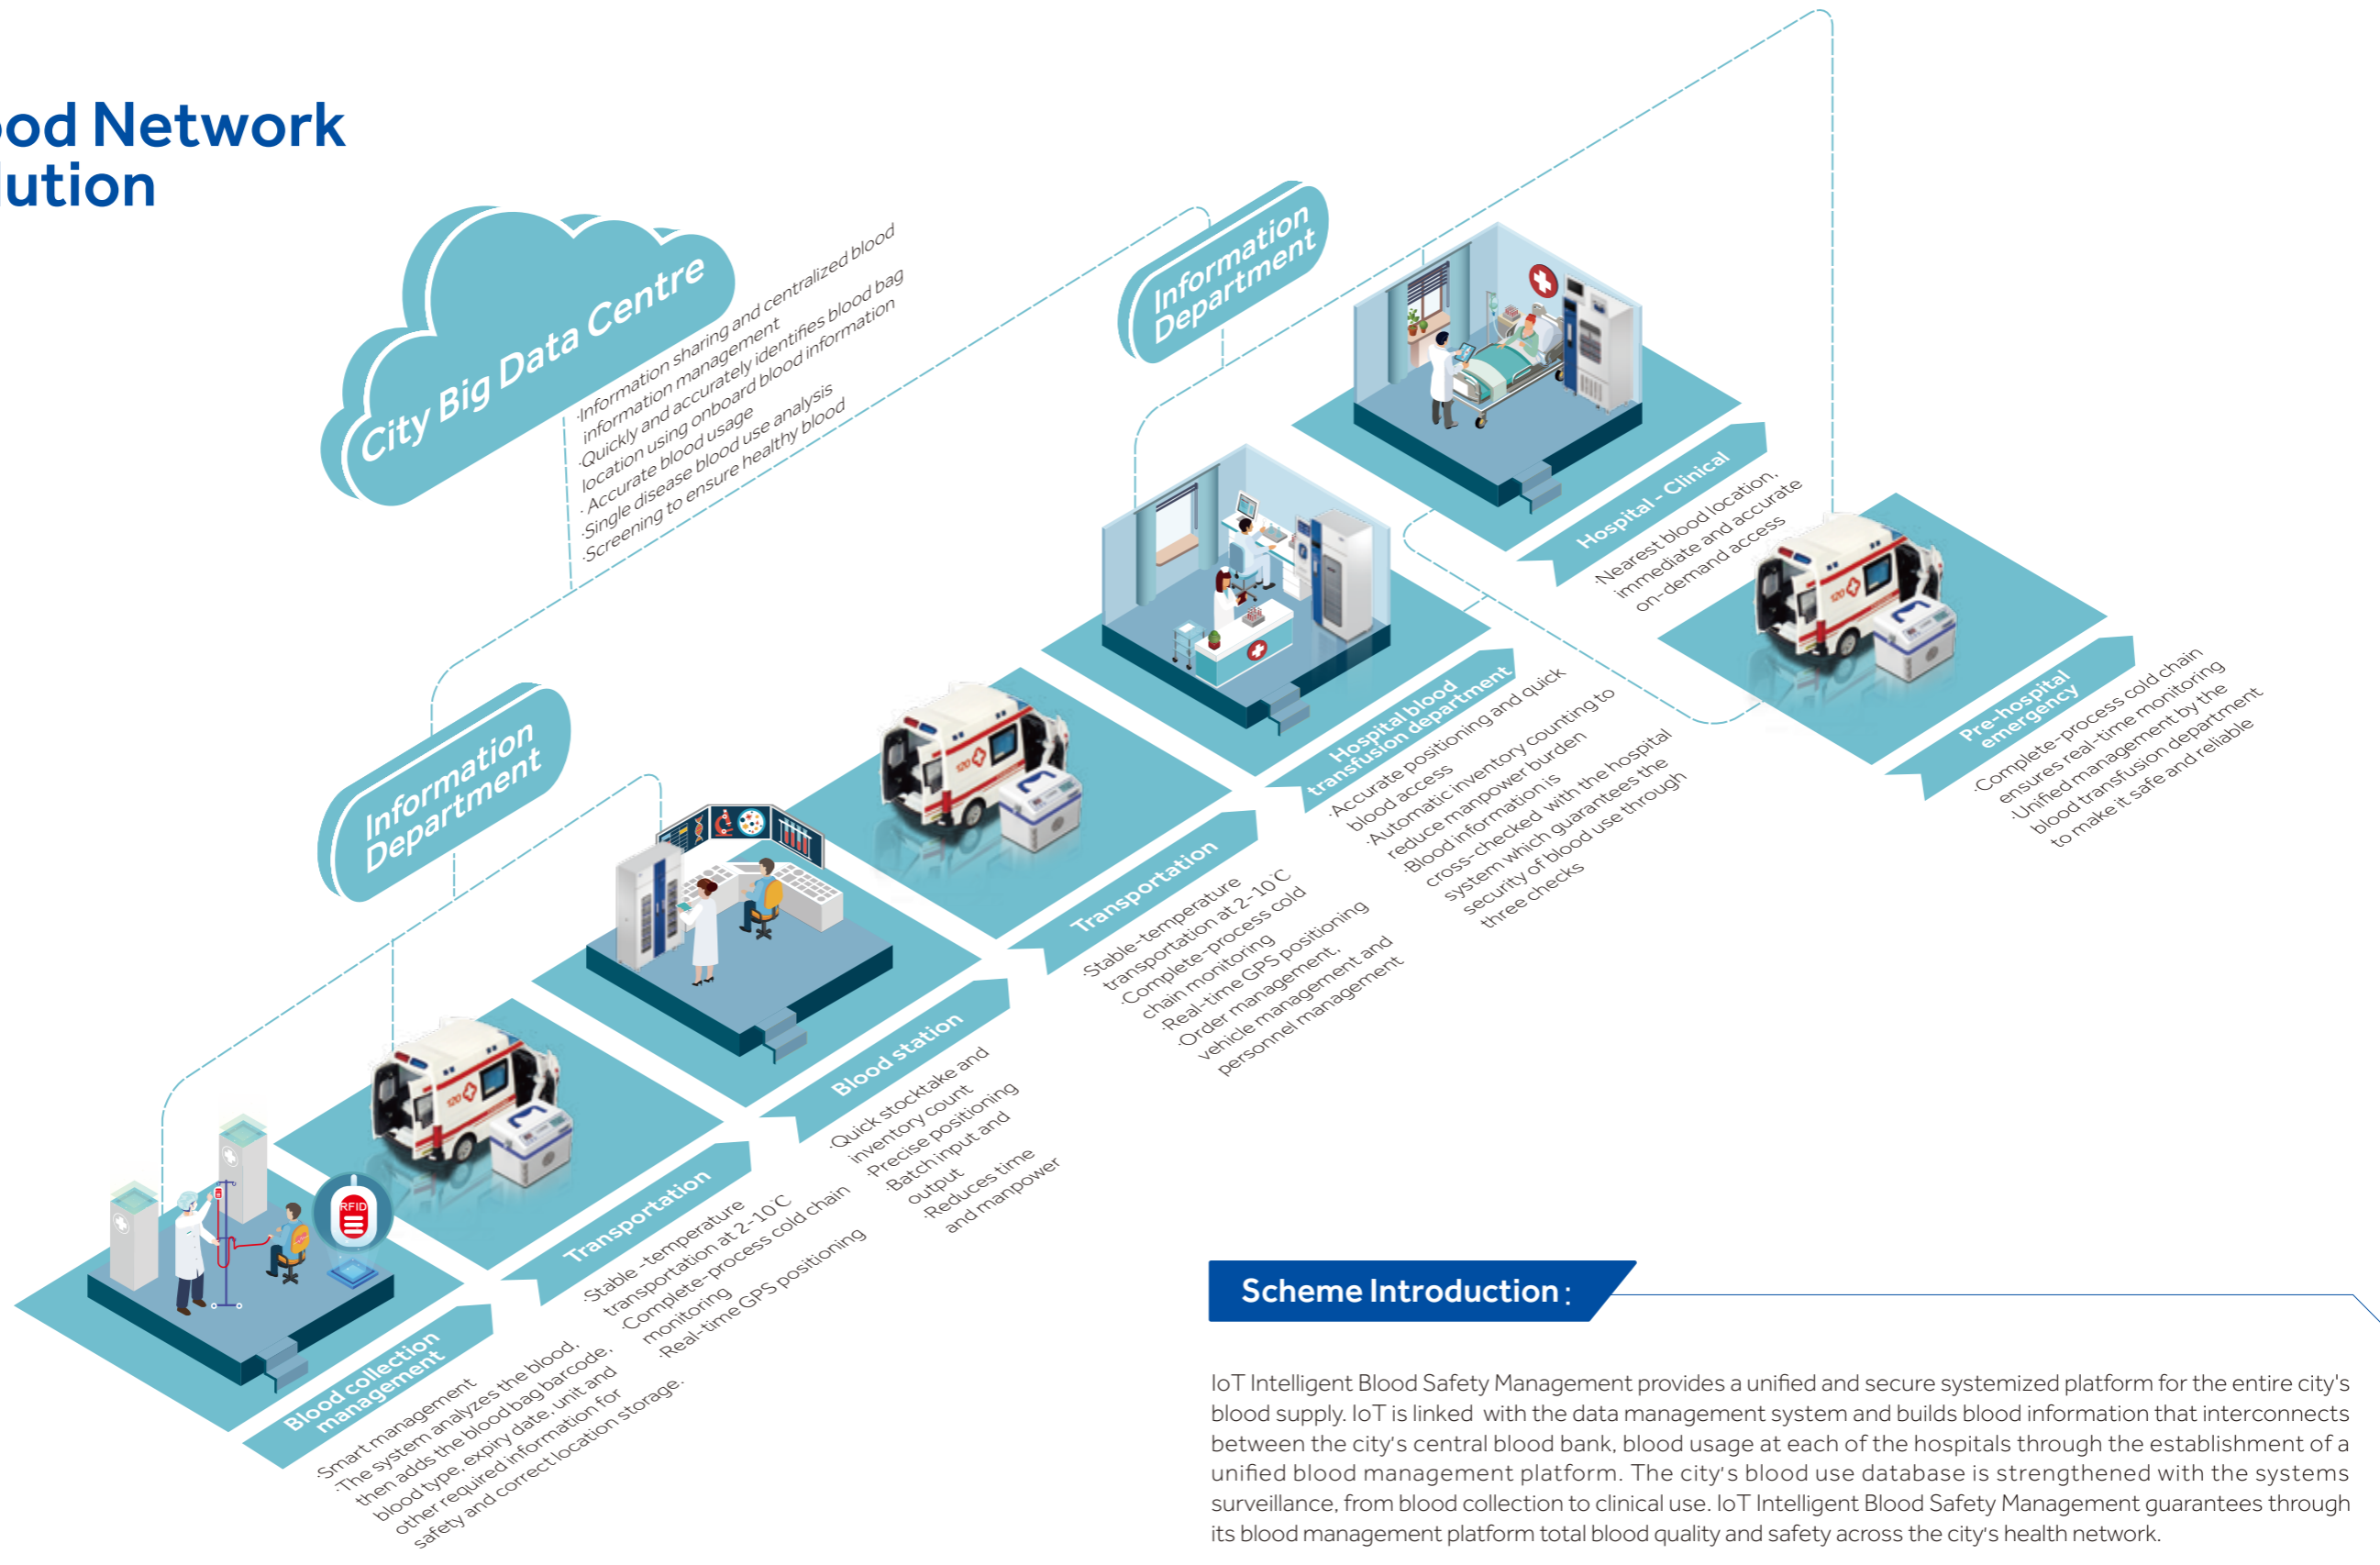 ood Network
lution
City Big Data Centre
·Information sharing and centralized blood
information management
·Quickly and accurately identifies blood bag
location using onboard blood information
· Accurate blood usage
·Single disease blood use analysis
·Screening to ensure healthy blood
Information
Department
Information
Department
RFID
120
120
120
Blood collection
management
·Smart management
·The system analyzes the blood,
then adds the blood bag barcode,
blood type, expiry date, unit and
other required information for
safety and correct location storage.
Transportation
·Stable -temperature
transportation at 2-10℃
·Complete-process cold chain
monitoring
·Real-time GPS positioning
Blood station
·Quick stocktake and
inventory count
·Precise positioning
·Batch input and
output
·Reduces time
and manpower
Transportation
·Stable-temperature
transportation at 2-10℃
·Complete-process cold
chain monitoring
·Real-time GPS positioning
·Order management,
vehicle management and
personnel management
Hospital blood
transfusion department
·Accurate positioning and quick
blood access
·Automatic inventory counting to
reduce manpower burden
·Blood information is
cross-checked with the hospital
system which guarantees the
security of blood use through
three checks
Hospital - Clinical
·Nearest blood location,
immediate and accurate
on-demand access
Pre-hospital
emergency
·Complete-process cold chain
ensures real-time monitoring
·Unified management by the
blood transfusion department
to make it safe and reliable
Scheme Introduction:
IoT Intelligent Blood Safety Management provides a unified and secure systemized platform for the entire city's
blood supply. IoT is linked with the data management system and builds blood information that interconnects
between the city's central blood bank, blood usage at each of the hospitals through the establishment of a
unified blood management platform. The city's blood use database is strengthened with the systems
surveillance, from blood collection to clinical use. IoT Intelligent Blood Safety Management guarantees through
its blood management platform total blood quality and safety across the city's health network.